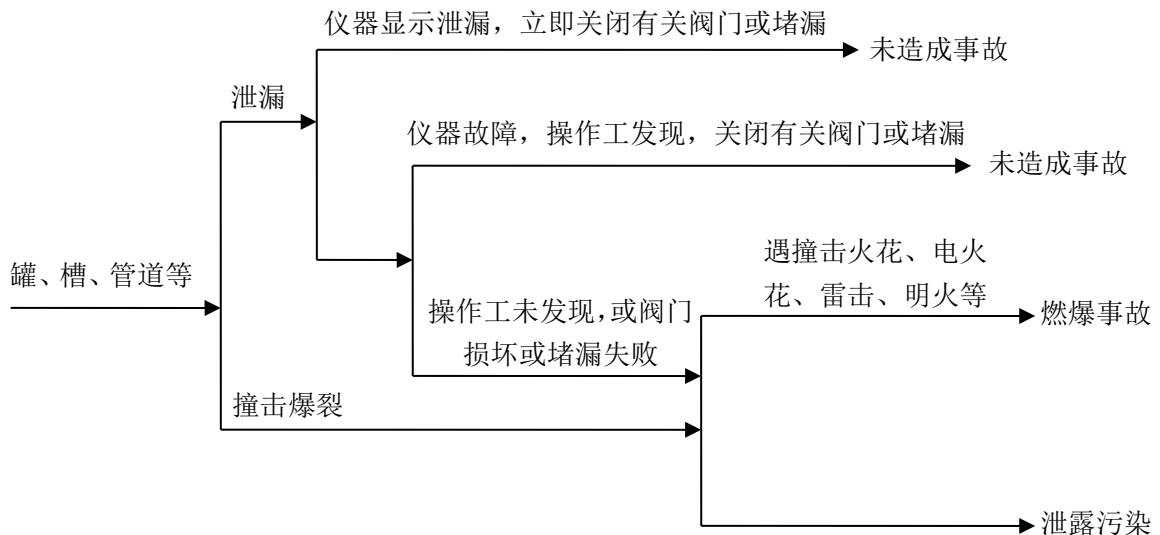 仪器显示泄漏，立即关闭有关阀门或堵漏
未造成事故
泄漏
仪器故障，操作工发现，关闭有关阀门或堵漏
未造成事故
罐、槽、管道等
遇撞击火花、电火
花、雷击、明火等
燃爆事故
操作工未发现，或阀门
损坏或堵漏失败
撞击爆裂
泄露污染